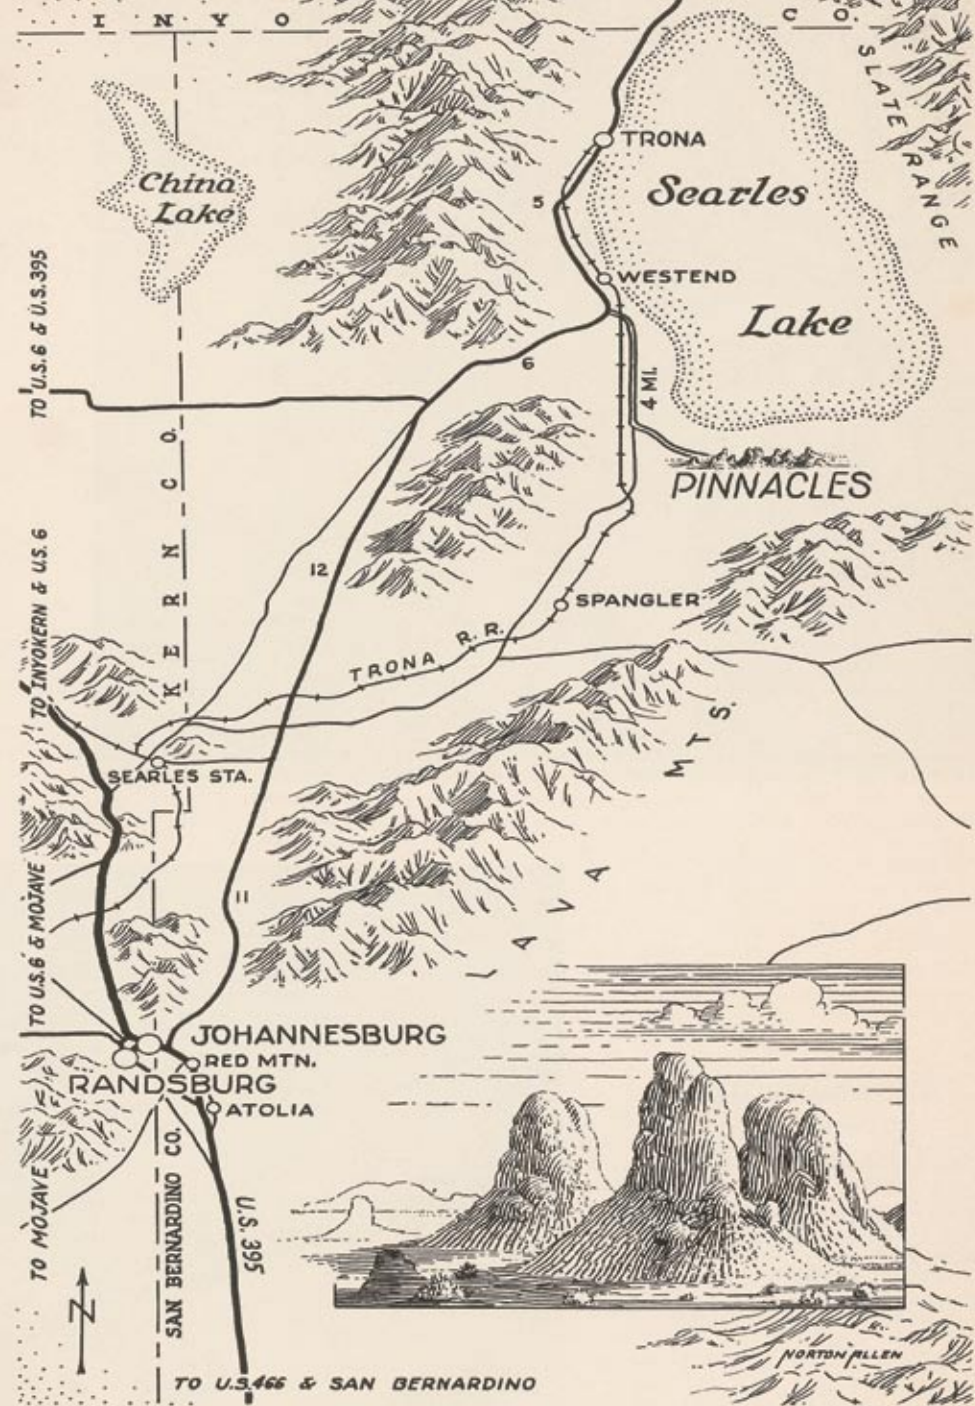 INYO CO.
SLATE RANGE
TRONA
China
Lake
Searles
Lake
5
WESTEND
TO U.S.6 & U.S.395
6
4 MI.
KERN CO.
PINNACLES
12
SPANGLER
TRONA R.R.
TO INYOKERN & U.S.6
LAVA MTS.
SEARLES STA.
11
TO U.S.6 & MOJAVE
JOHANNESBURG
RED MTN.
RANDSBURG
ATOLIA
TO MOJAVE
SAN BERNARDINO CO.
U.S. 395
N
NORTON ALLEN
TO U.S.466 & SAN BERNARDINO